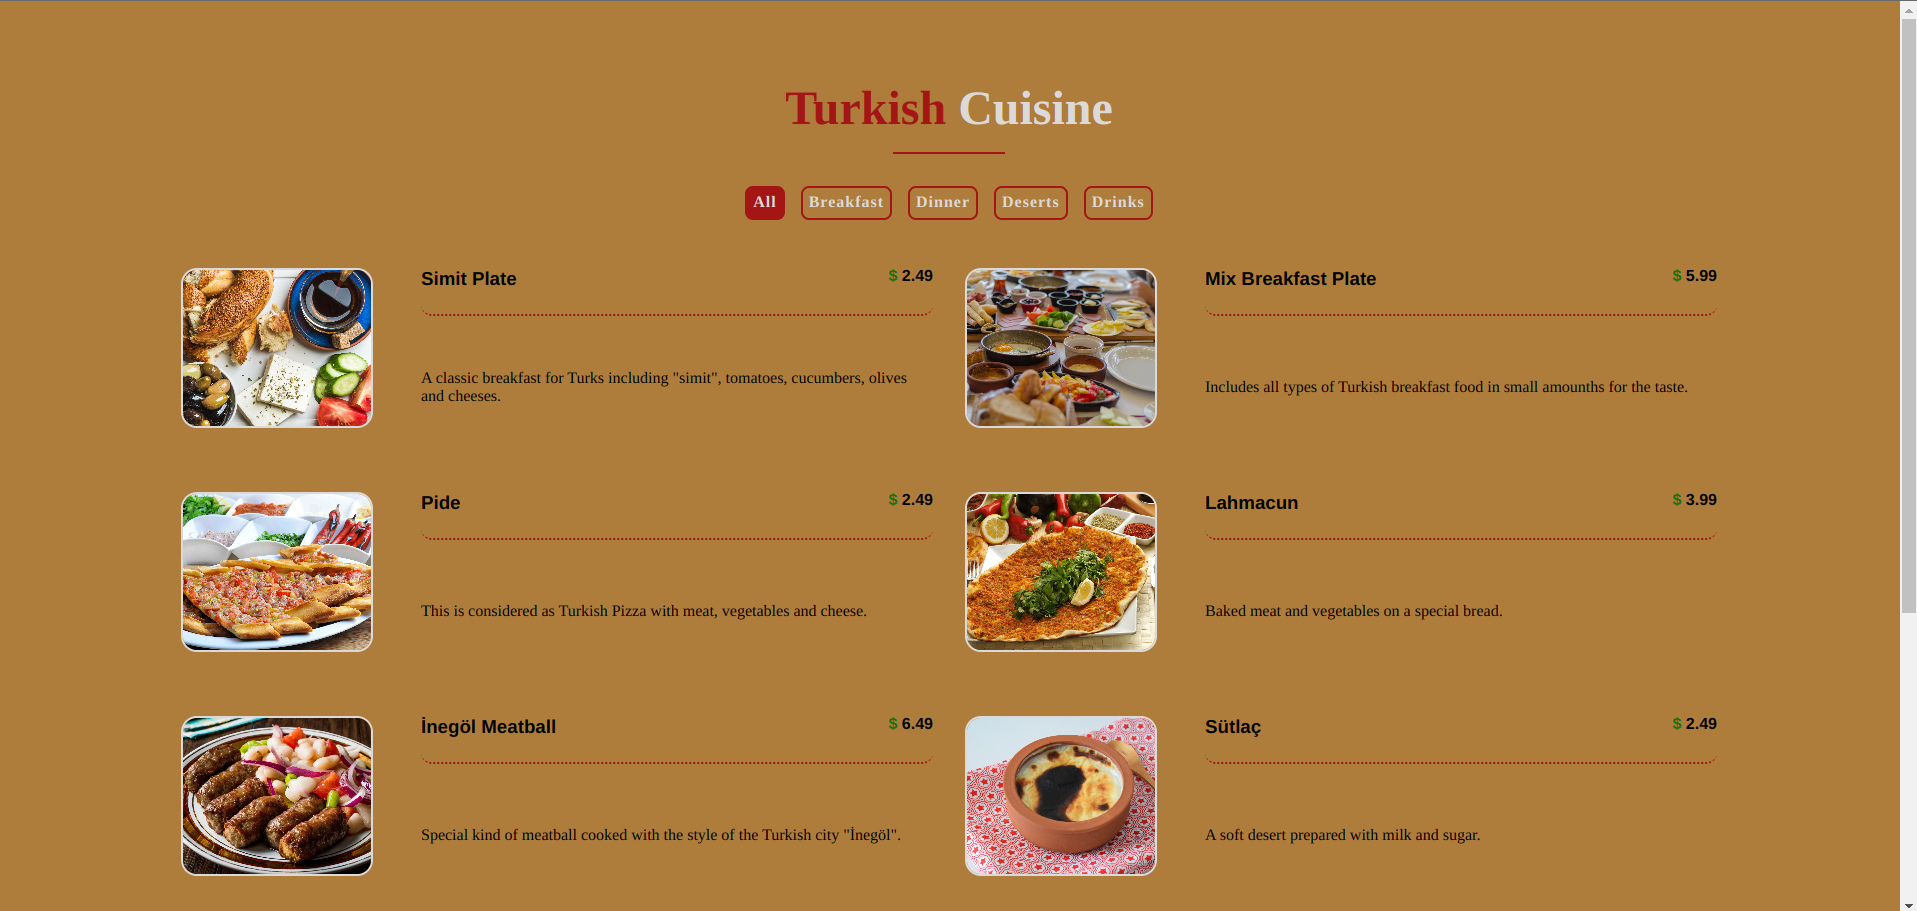 Turkish Cuisine
All Breakfast Dinner Deserts Drinks
Simit Plate $ 2.49
A classic breakfast for Turks including "simit", tomatoes, cucumbers, olives
and cheeses.
Mix Breakfast Plate $ 5.99
Includes all types of Turkish breakfast food in small amounths for the taste.
Pide $ 2.49
This is considered as Turkish Pizza with meat, vegetables and cheese.
Lahmacun $ 3.99
Baked meat and vegetables on a special bread.
İnegöl Meatball $ 6.49
Special kind of meatball cooked with the style of the Turkish city "İnegöl".
Sütlaç $ 2.49
A soft desert prepared with milk and sugar.